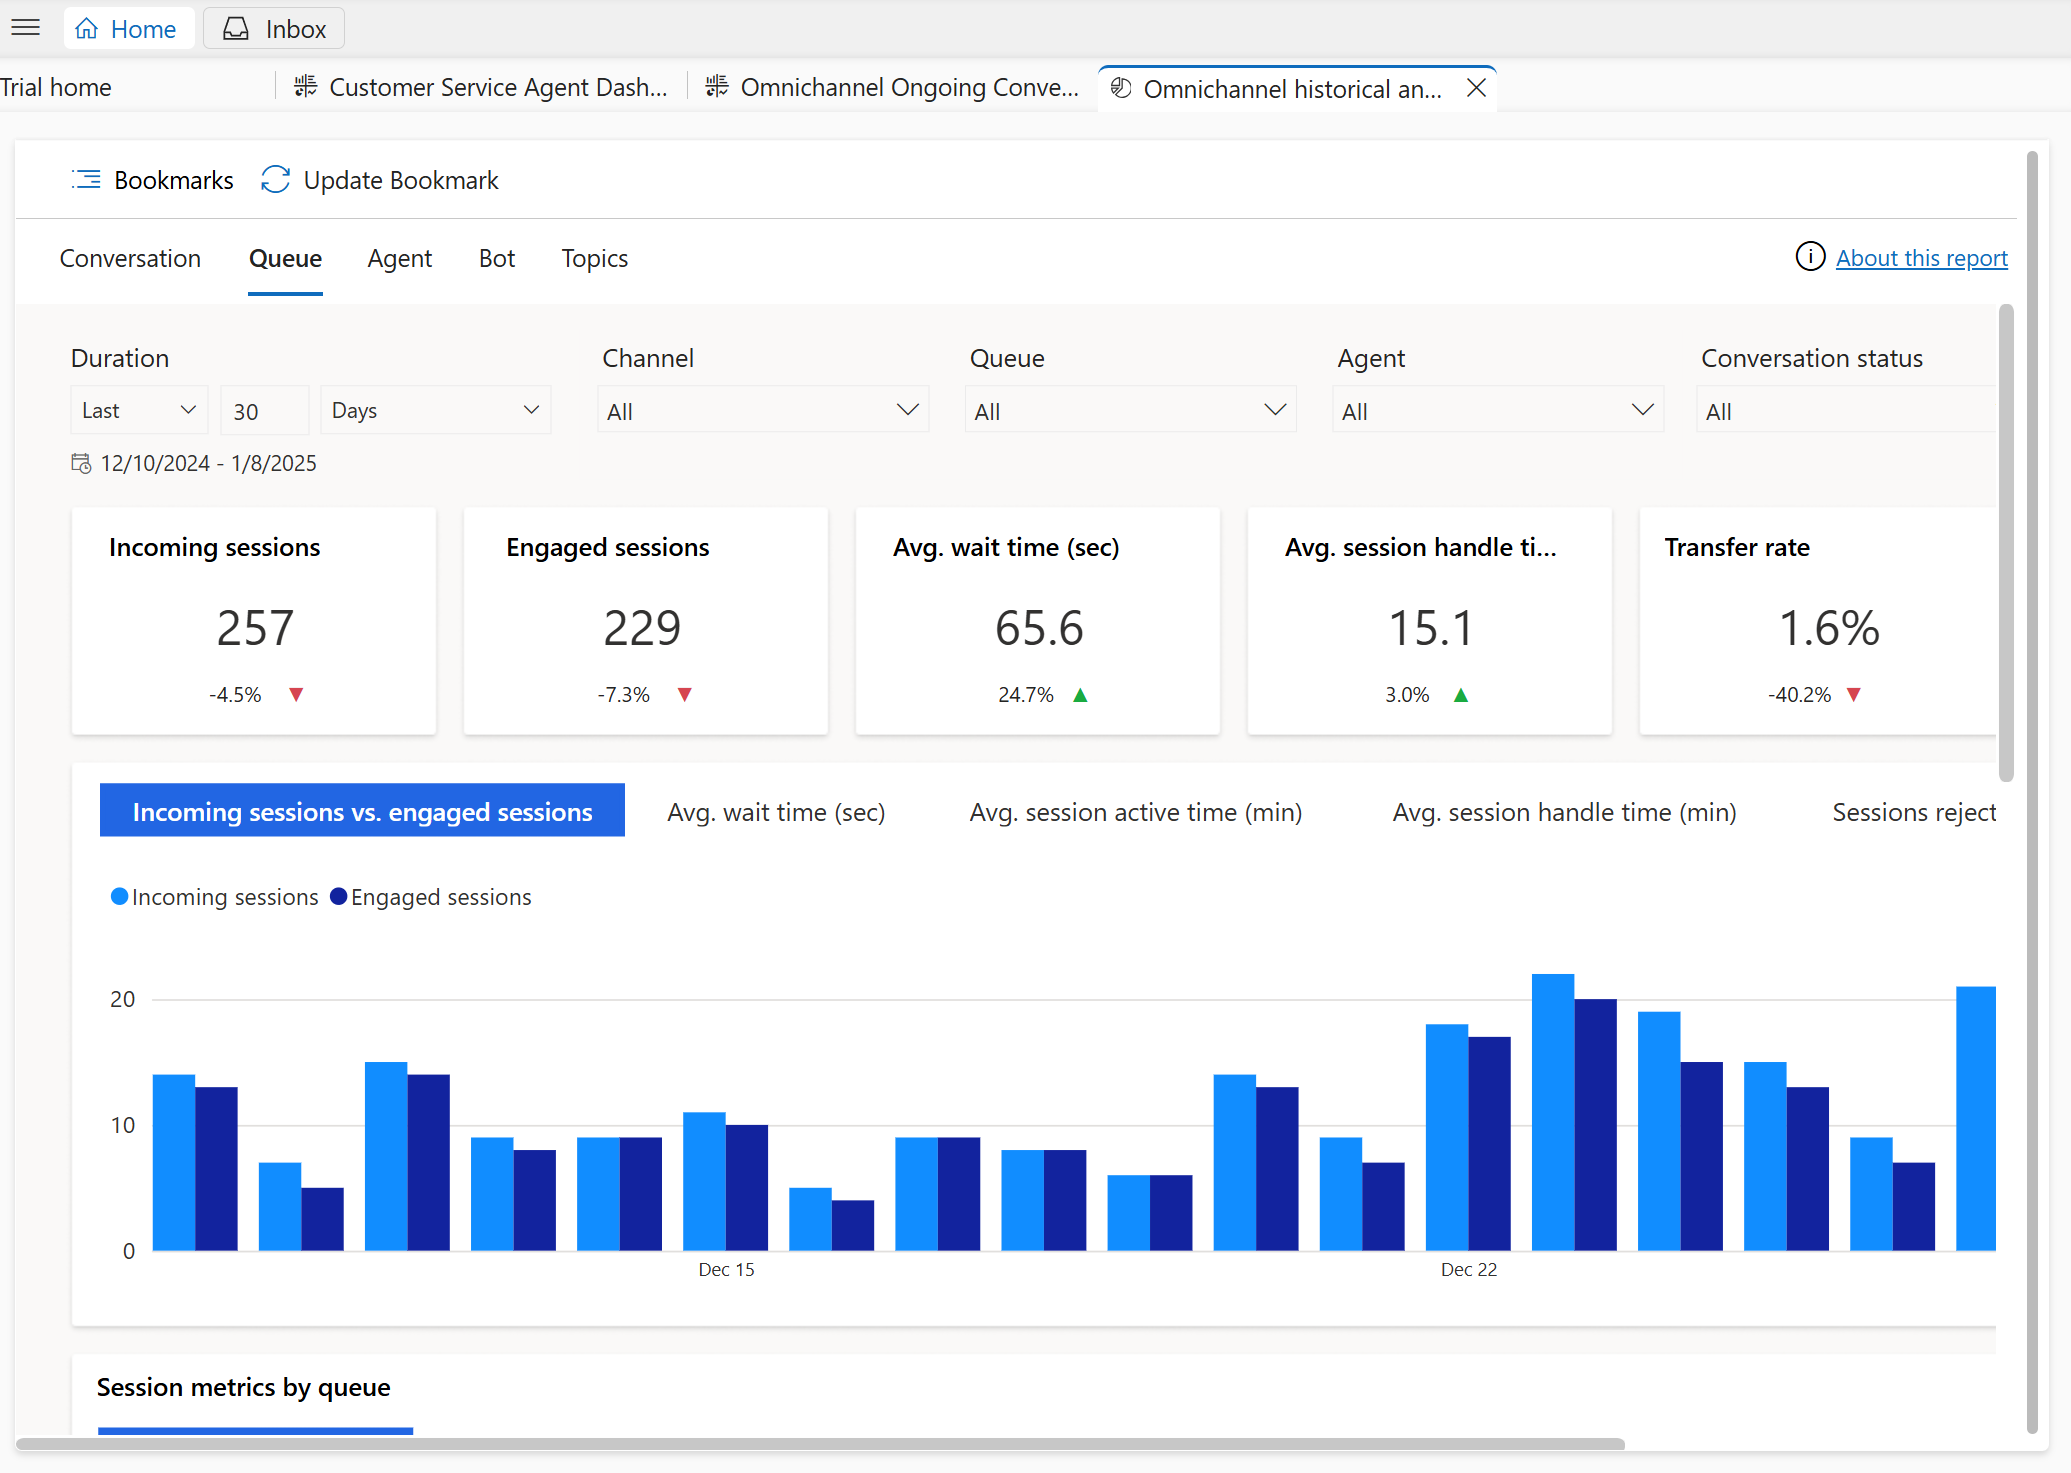 Home Inbox
Trial home Customer Service Agent Dash... Omnichannel Ongoing Conve... Omnichannel historical an...
Bookmarks Update Bookmark
Conversation Queue Agent Bot Topics About this report
Duration Channel Queue Agent Conversation status
Last 30 Days All All All All
12/10/2024 - 1/8/2025
Incoming sessions Engaged sessions Avg. wait time (sec) Avg. session handle ti... Transfer rate
257 229 65.6 15.1 1.6%
-4.5% -7.3% 24.7% 3.0% -40.2%
Incoming sessions vs. engaged sessions Avg. wait time (sec) Avg. session active time (min) Avg. session handle time (min) Sessions reject
Incoming sessions Engaged sessions
20
10
0
Dec 15 Dec 22
Session metrics by queue